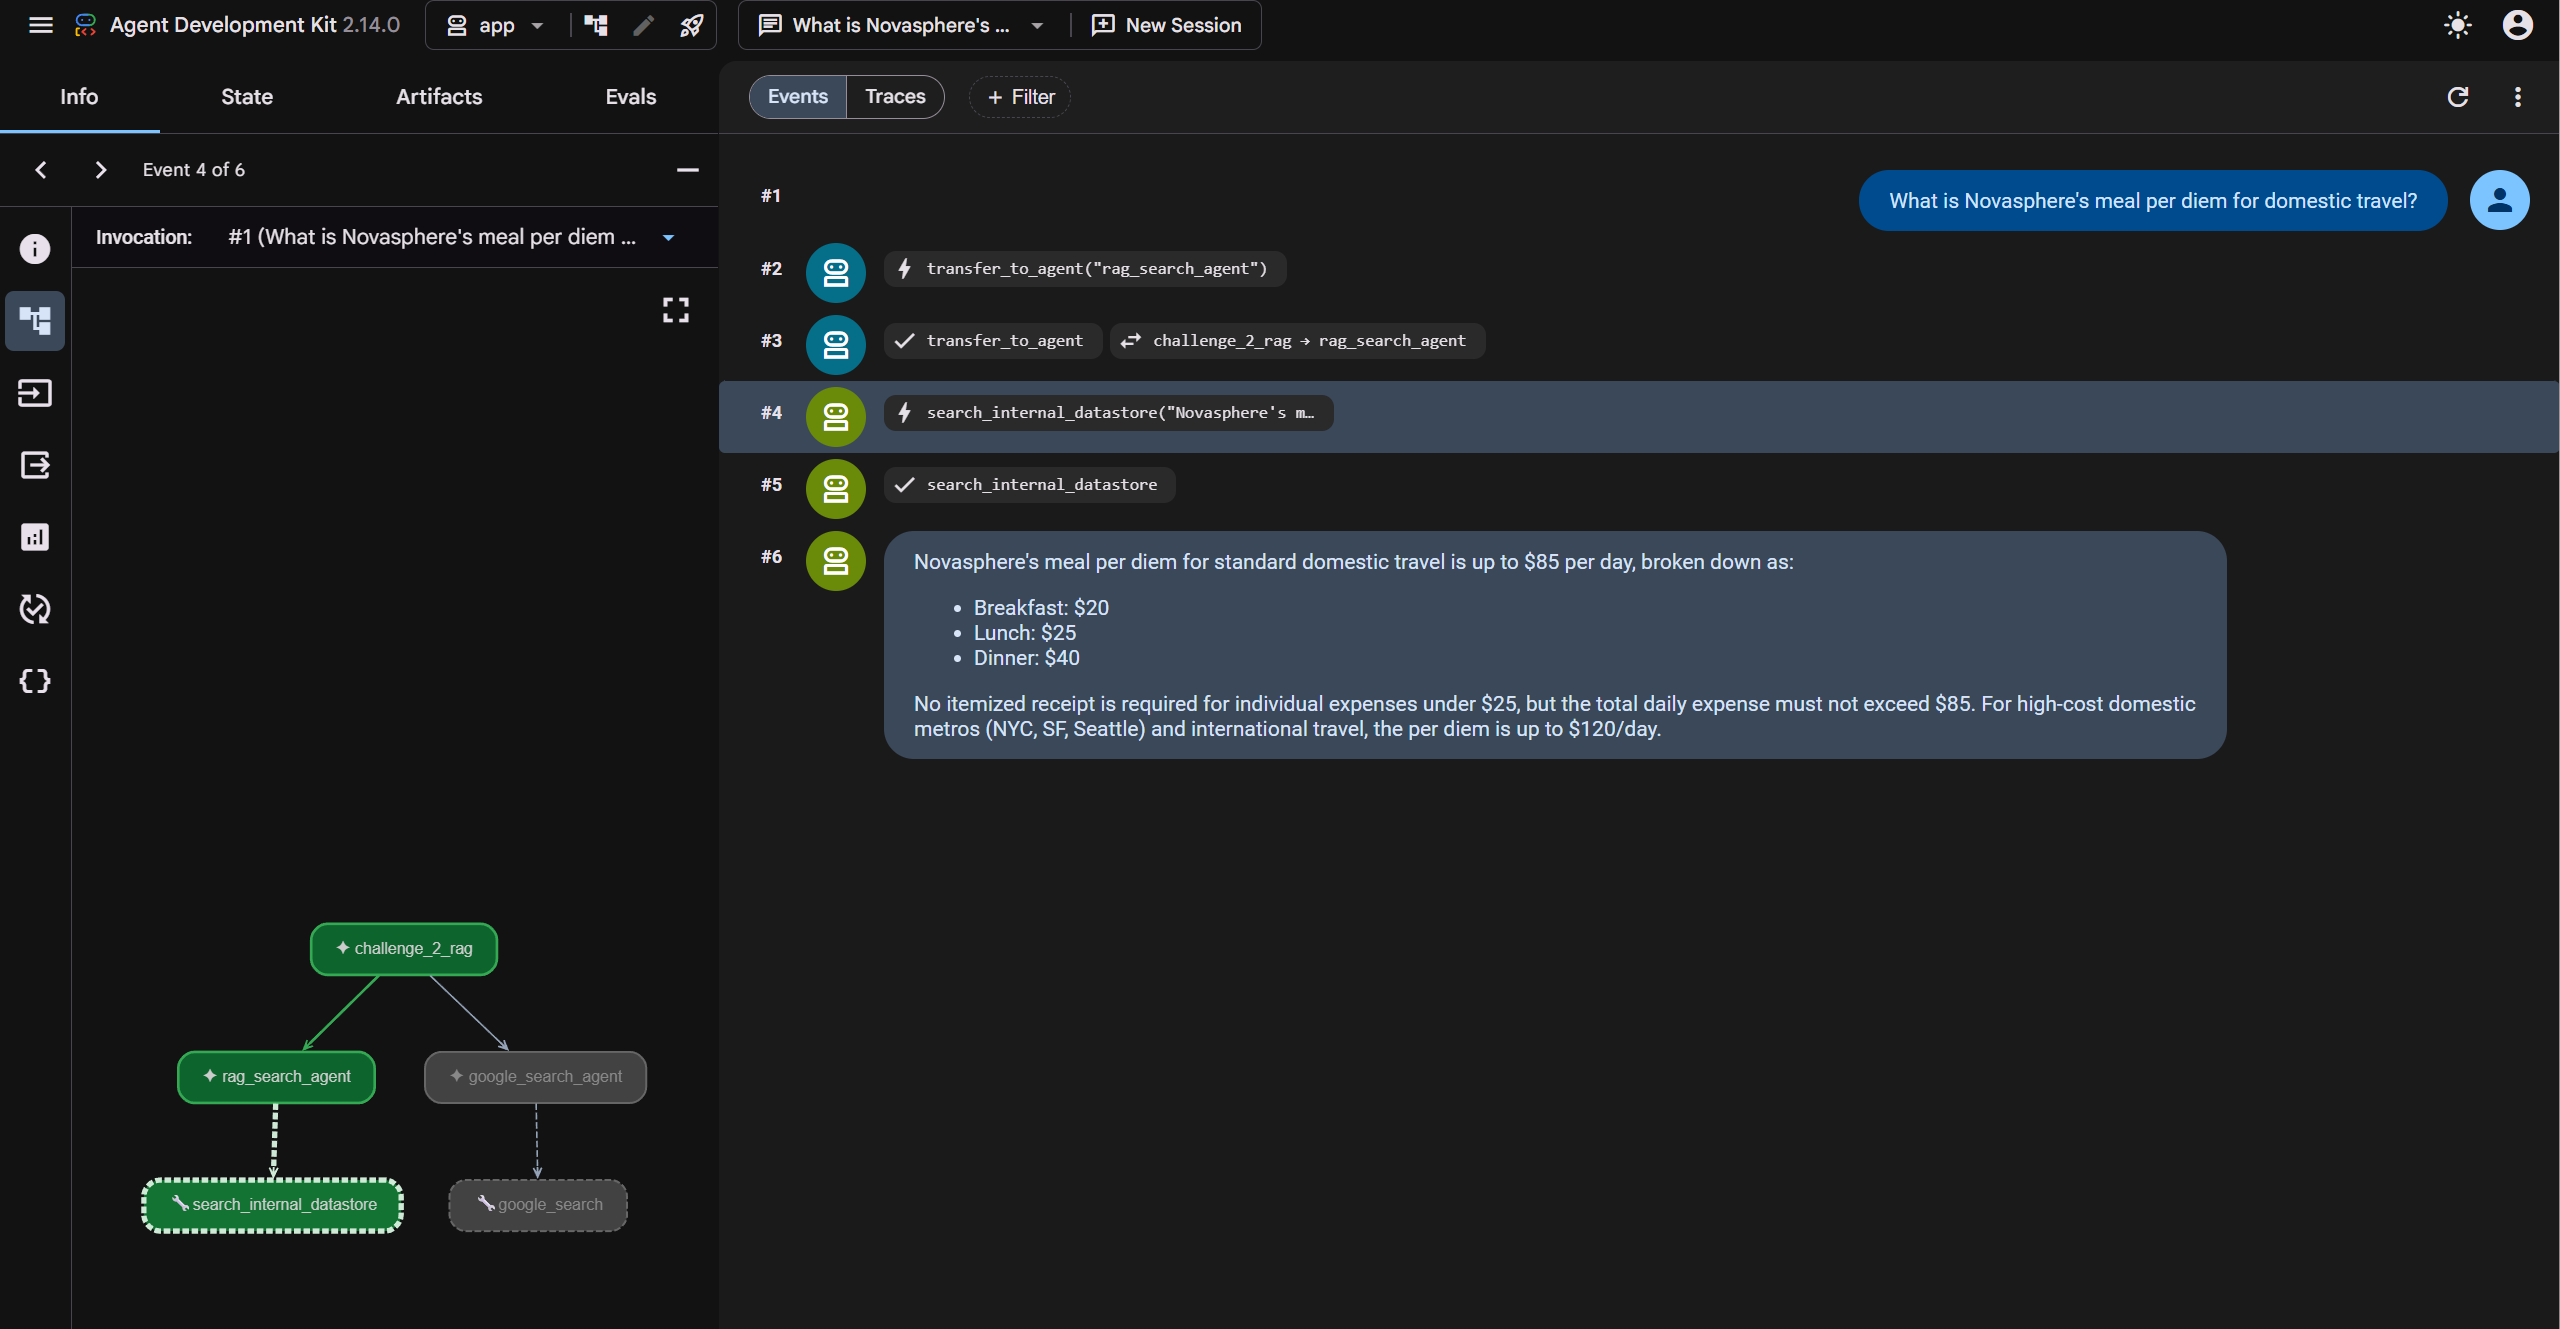 Agent Development Kit 2.14.0
app
What is Novasphere's ...
New Session
Info
State
Artifacts
Evals
Events
Traces
+ Filter
Event 4 of 6
Invocation:
#1 (What is Novasphere's meal per diem ...
challenge_2_rag
rag_search_agent
google_search_agent
search_internal_datastore
google_search
#1
What is Novasphere's meal per diem for domestic travel?
#2
transfer_to_agent("rag_search_agent")
#3
transfer_to_agent
challenge_2_rag → rag_search_agent
#4
search_internal_datastore("Novasphere's m…
#5
search_internal_datastore
#6
Novasphere's meal per diem for standard domestic travel is up to $85 per day, broken down as:
• Breakfast: $20
• Lunch: $25
• Dinner: $40
No itemized receipt is required for individual expenses under $25, but the total daily expense must not exceed $85. For high-cost domestic
metros (NYC, SF, Seattle) and international travel, the per diem is up to $120/day.